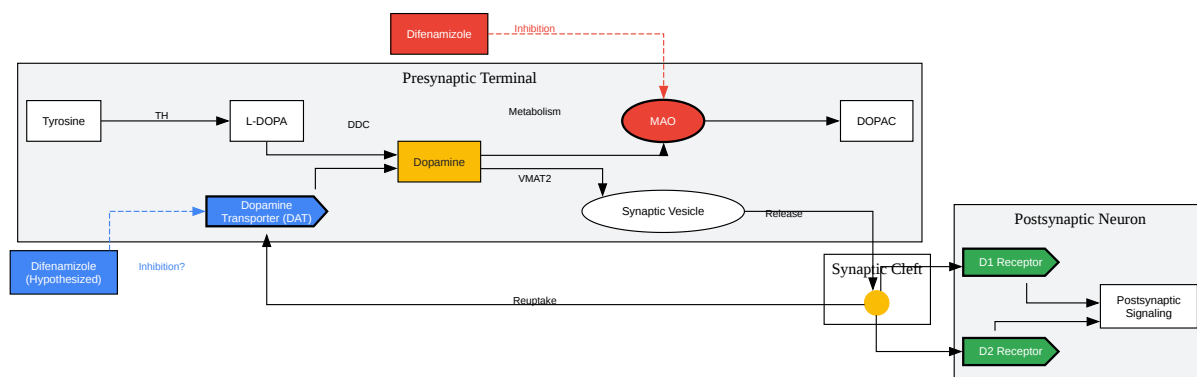 Difenamizole
Inhibition
Presynaptic Terminal
Tyrosine
TH
L-DOPA
DDC
Metabolism
MAO
DOPAC
Dopamine
VMAT2
Dopamine
Transporter (DAT)
Synaptic Vesicle
Release
Difenamizole
(Hypothesized)
Inhibition?
Reuptake
Synaptic Cleft
Postsynaptic Neuron
D1 Receptor
Postsynaptic
Signaling
D2 Receptor